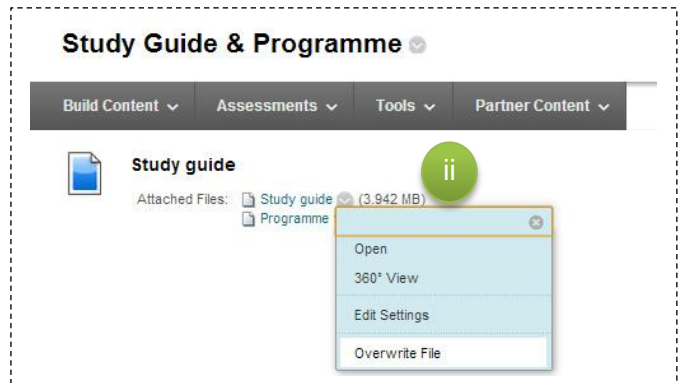 Study Guide & Programme
Build Content Assessments Tools Partner Content
Study guide
ii
Attached Files: Study guide (3.942 MB)
Programme
Open
360° View
Edit Settings
Overwrite File